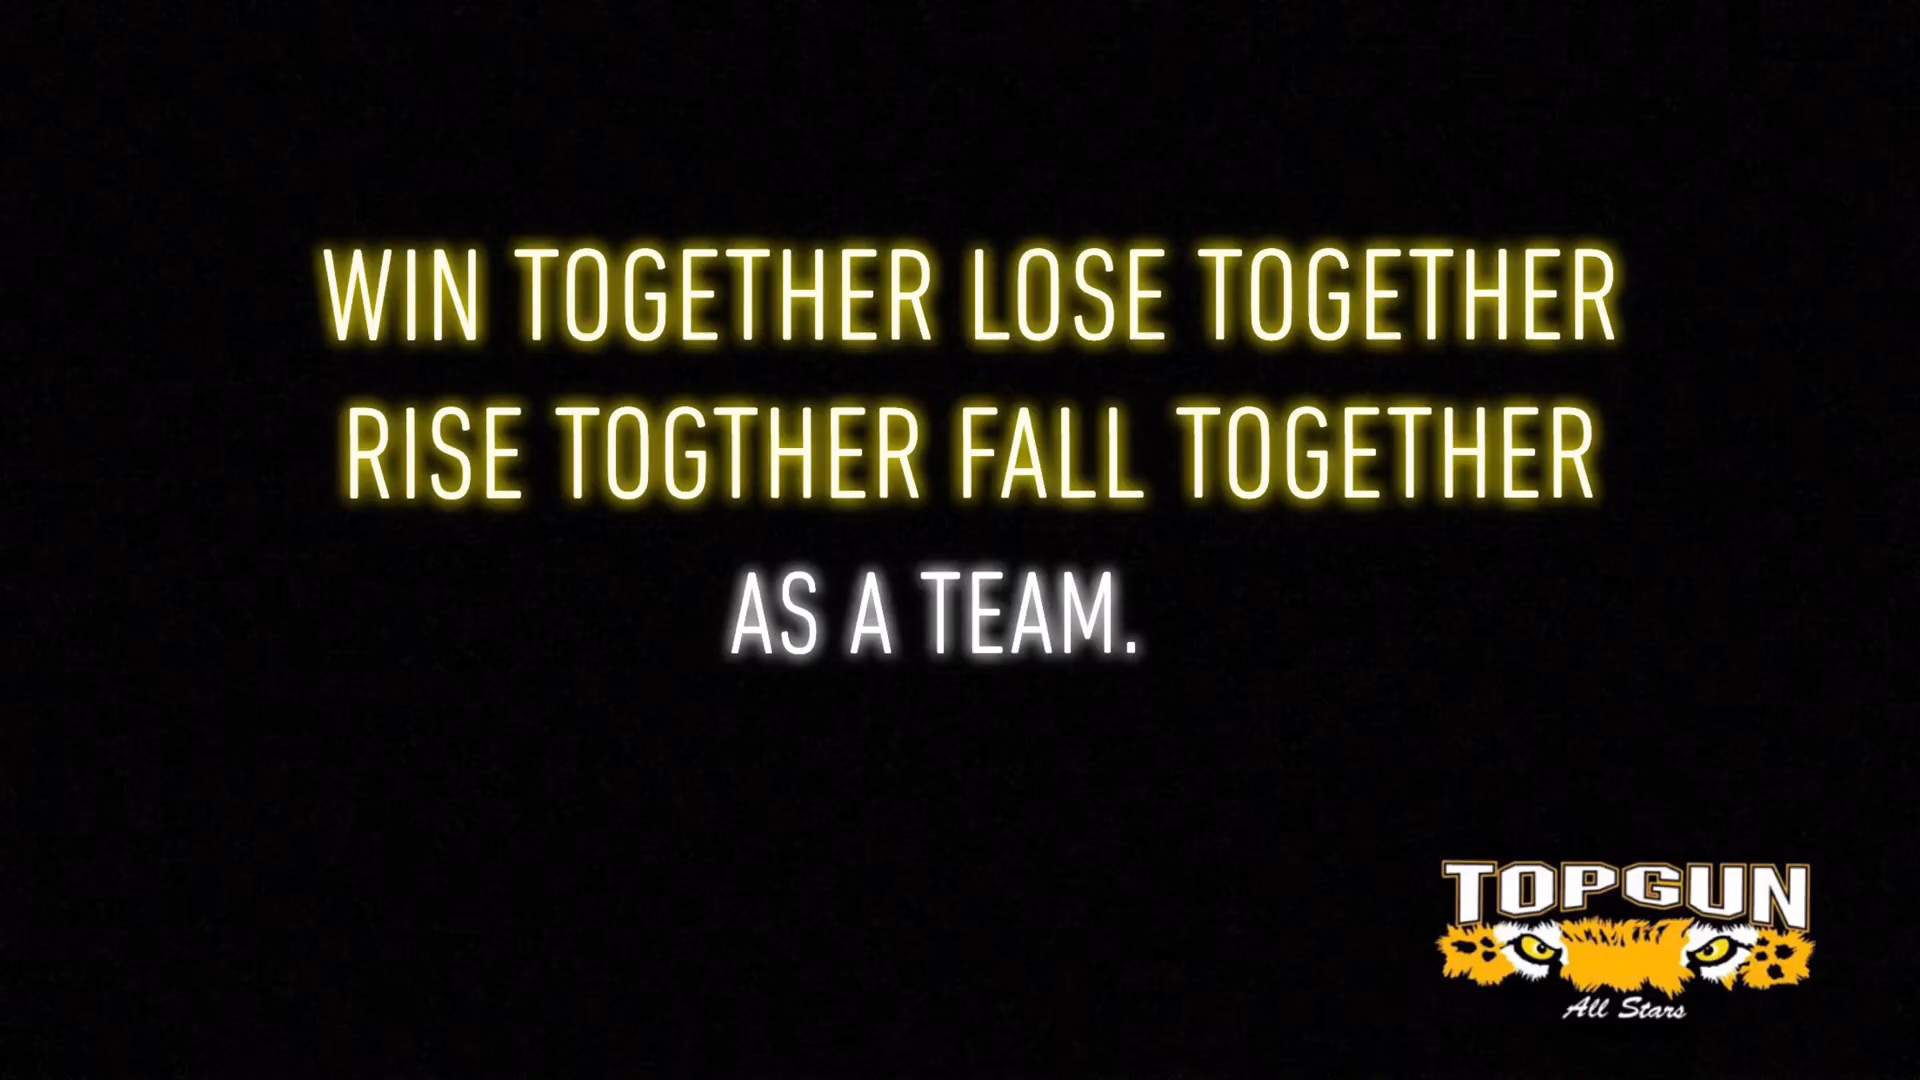 WIN TOGETHER LOSE TOGETHER
RISE TOGTHER FALL TOGETHER
AS A TEAM.
TOPGUN
All Stars